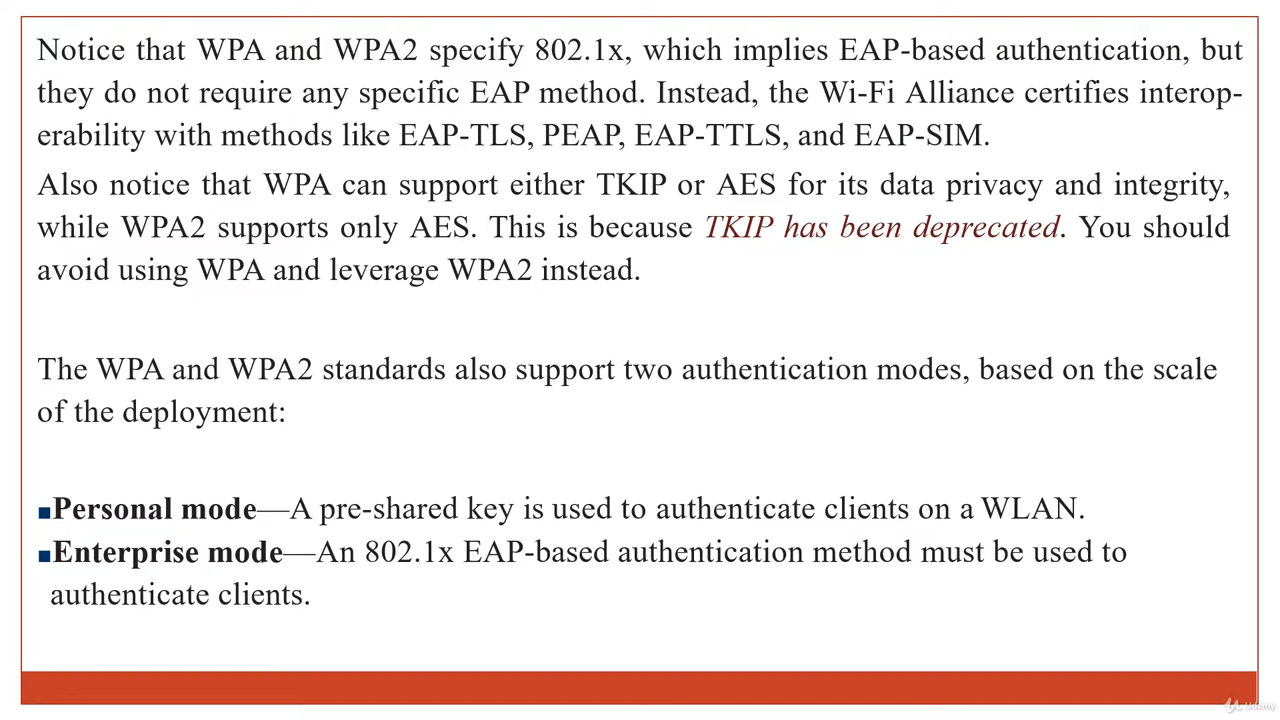 Notice that WPA and WPA2 specify 802.1x, which implies EAP-based authentication, but
they do not require any specific EAP method. Instead, the Wi-Fi Alliance certifies interop-
erability with methods like EAP-TLS, PEAP, EAP-TTLS, and EAP-SIM.
Also notice that WPA can support either TKIP or AES for its data privacy and integrity,
while WPA2 supports only AES. This is because TKIP has been deprecated. You should
avoid using WPA and leverage WPA2 instead.
The WPA and WPA2 standards also support two authentication modes, based on the scale
of the deployment:
■Personal mode—A pre-shared key is used to authenticate clients on a WLAN.
■Enterprise mode—An 802.1x EAP-based authentication method must be used to
authenticate clients.
Udemy